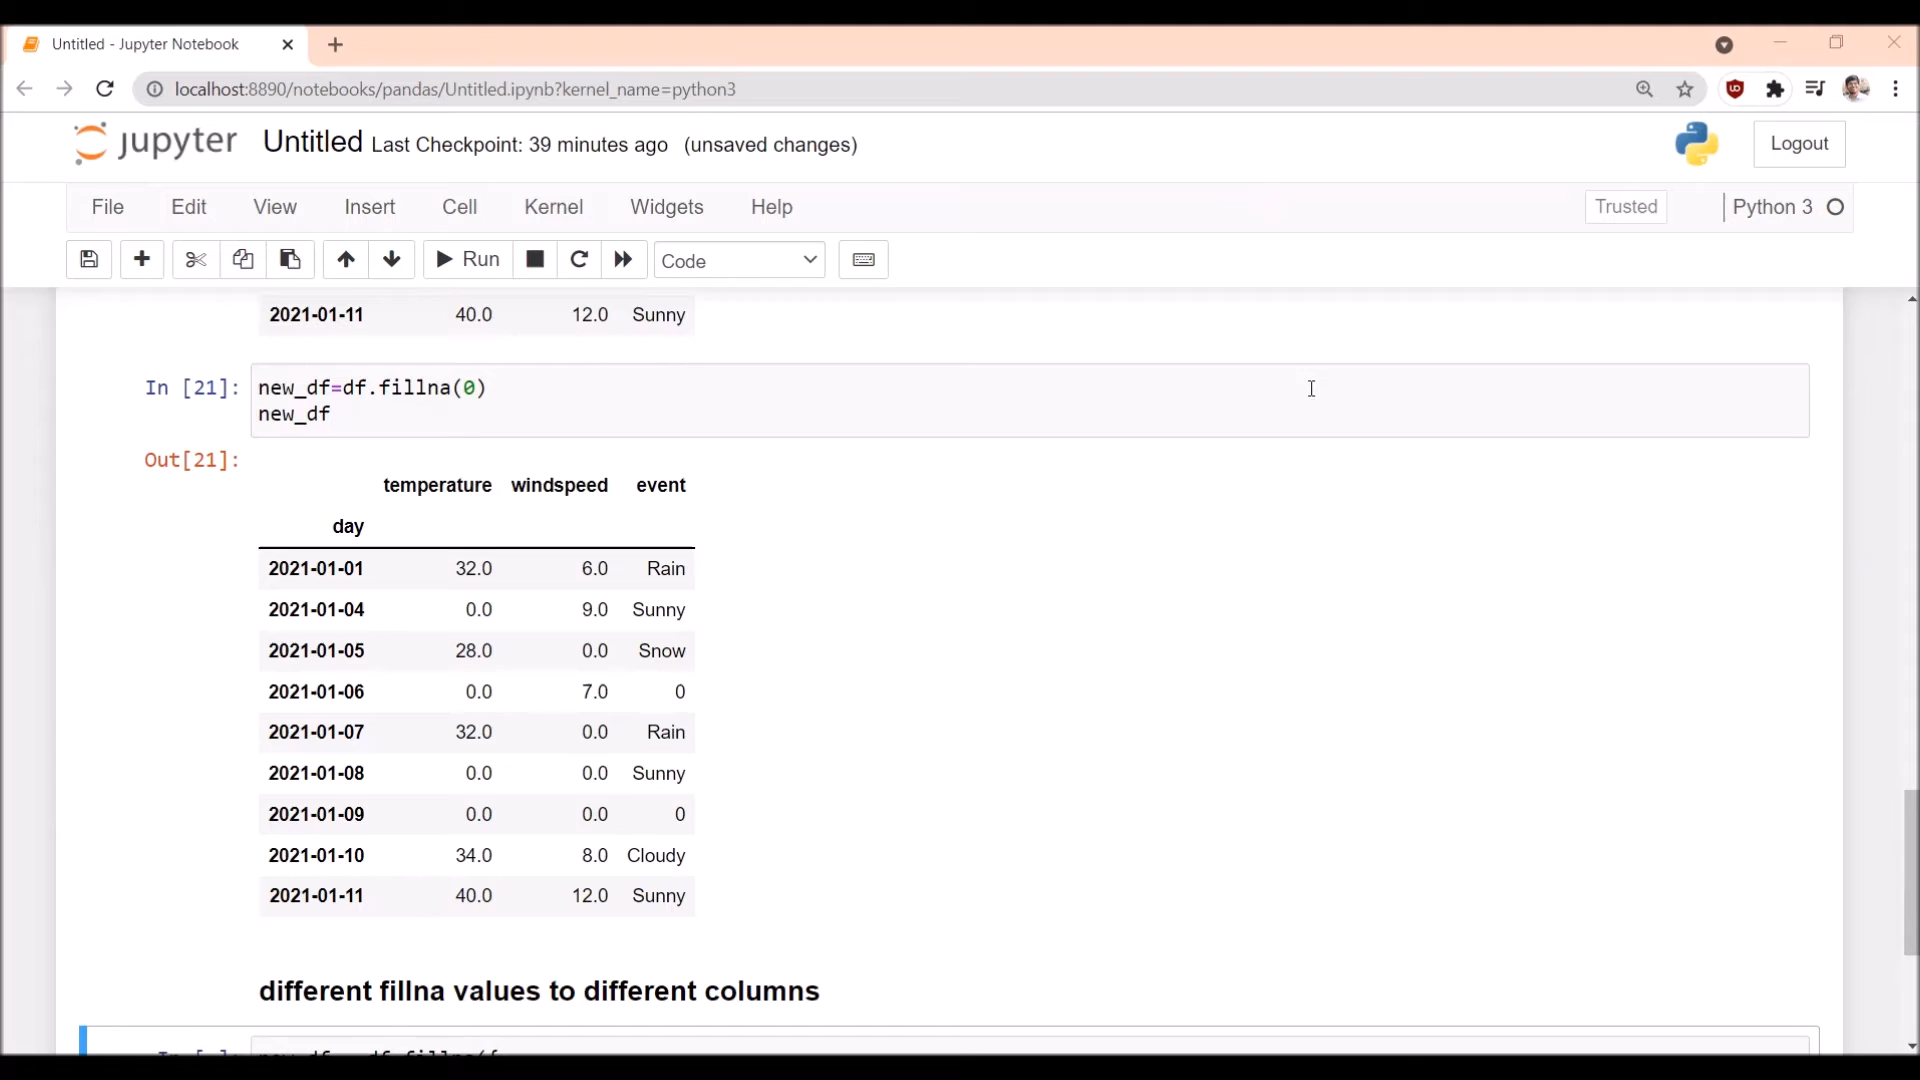 Untitled - Jupyter Notebook
localhost:8890/notebooks/pandas/Untitled.ipynb?kernel_name=python3
jupyter Untitled Last Checkpoint: 39 minutes ago (unsaved changes)
Logout
File Edit View Insert Cell Kernel Widgets Help
Trusted
Python 3
Run
Code
2021-01-11 40.0 12.0 Sunny
In [21]: new_df=df.fillna(0)
new_df
Out[21]:
temperature windspeed event
day
2021-01-01 32.0 6.0 Rain
2021-01-04 0.0 9.0 Sunny
2021-01-05 28.0 0.0 Snow
2021-01-06 0.0 7.0 0
2021-01-07 32.0 0.0 Rain
2021-01-08 0.0 0.0 Sunny
2021-01-09 0.0 0.0 0
2021-01-10 34.0 8.0 Cloudy
2021-01-11 40.0 12.0 Sunny
different fillna values to different columns